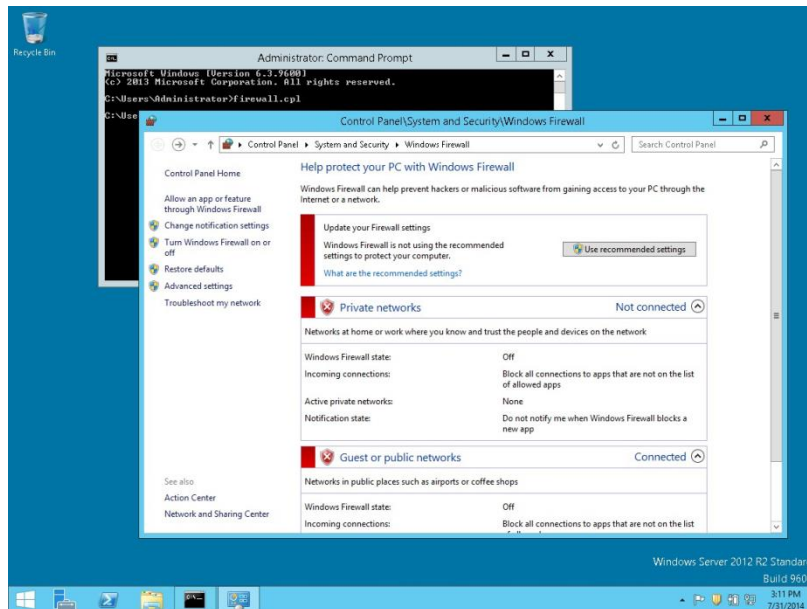 Recycle Bin
Administrator: Command Prompt
Microsoft Windows [Version 6.3.9600]
(c) 2013 Microsoft Corporation. All rights reserved.
C:\Users\Administrator>firewall.cpl
C:\Use
Control Panel\System and Security\Windows Firewall
Control Panel System and Security Windows Firewall
Search Control Panel
Control Panel Home
Allow an app or feature
through Windows Firewall
Change notification settings
Turn Windows Firewall on or
off
Restore defaults
Advanced settings
Troubleshoot my network
See also
Action Center
Network and Sharing Center
Help protect your PC with Windows Firewall
Windows Firewall can help prevent hackers or malicious software from gaining access to your PC through the
Internet or a network.
Update your Firewall settings
Windows Firewall is not using the recommended
settings to protect your computer.
What are the recommended settings?
Use recommended settings
Private networks Not connected
Networks at home or work where you know and trust the people and devices on the network
Windows Firewall state: Off
Incoming connections: Block all connections to apps that are not on the list
of allowed apps
Active private networks: None
Notification state: Do not notify me when Windows Firewall blocks a
new app
Guest or public networks Connected
Networks in public places such as airports or coffee shops
Windows Firewall state: Off
Incoming connections: Block all connections to apps that are not on the list
Windows Server 2012 R2 Standar
Build 960
3:11 PM
7/31/2014